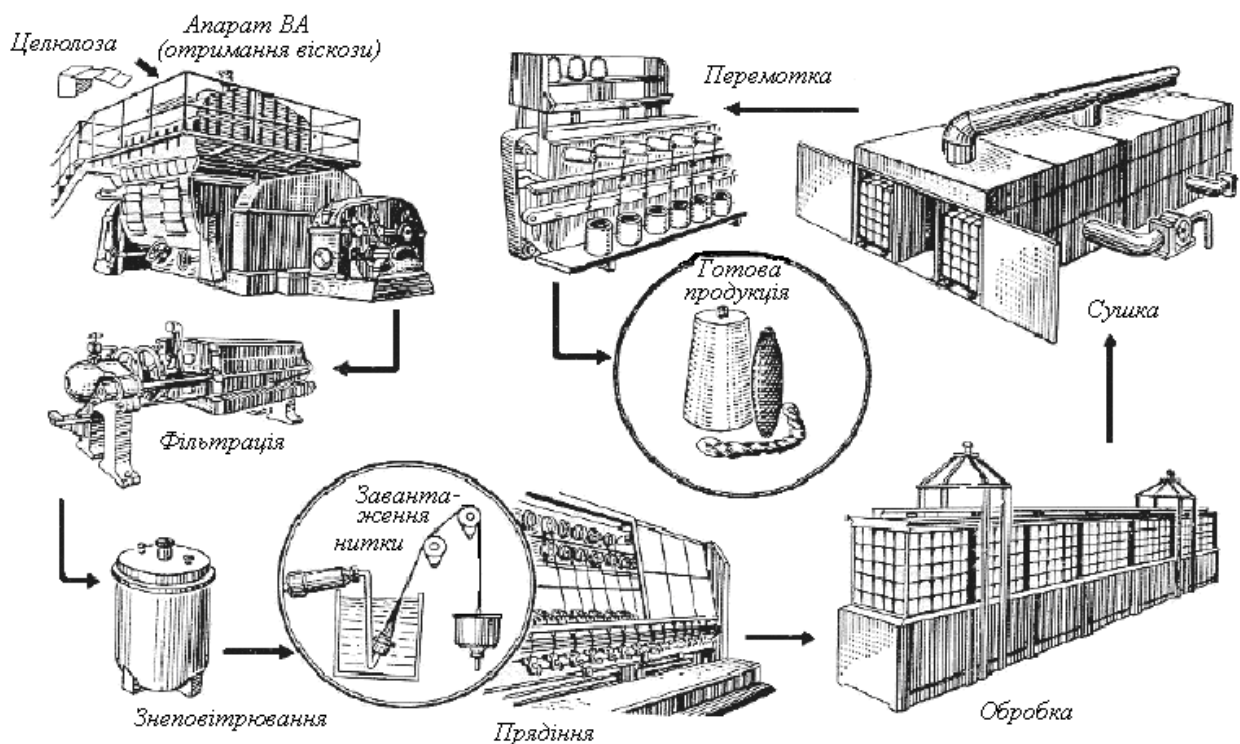 Целюлоза
Апарат ВА
(отримання віскози)
Фільтрація
Знеповітрювання
Заванта-
ження
нитки
Прядіння
Обробка
Сушка
Перемотка
Готова
продукція